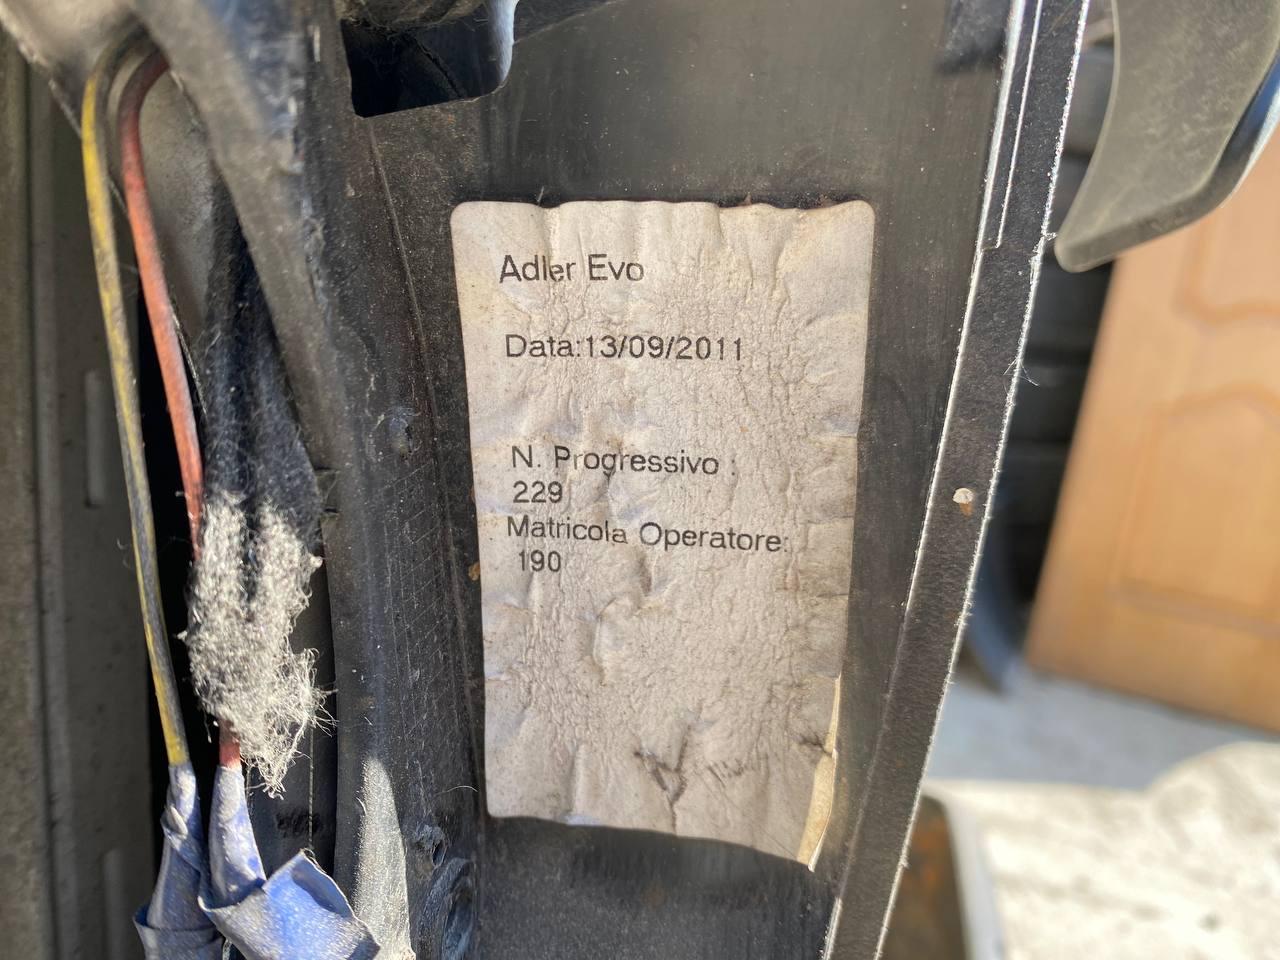 Adler Evo
Data:13/09/2011
N. Progressivo :
229
Matricola Operatore:
190